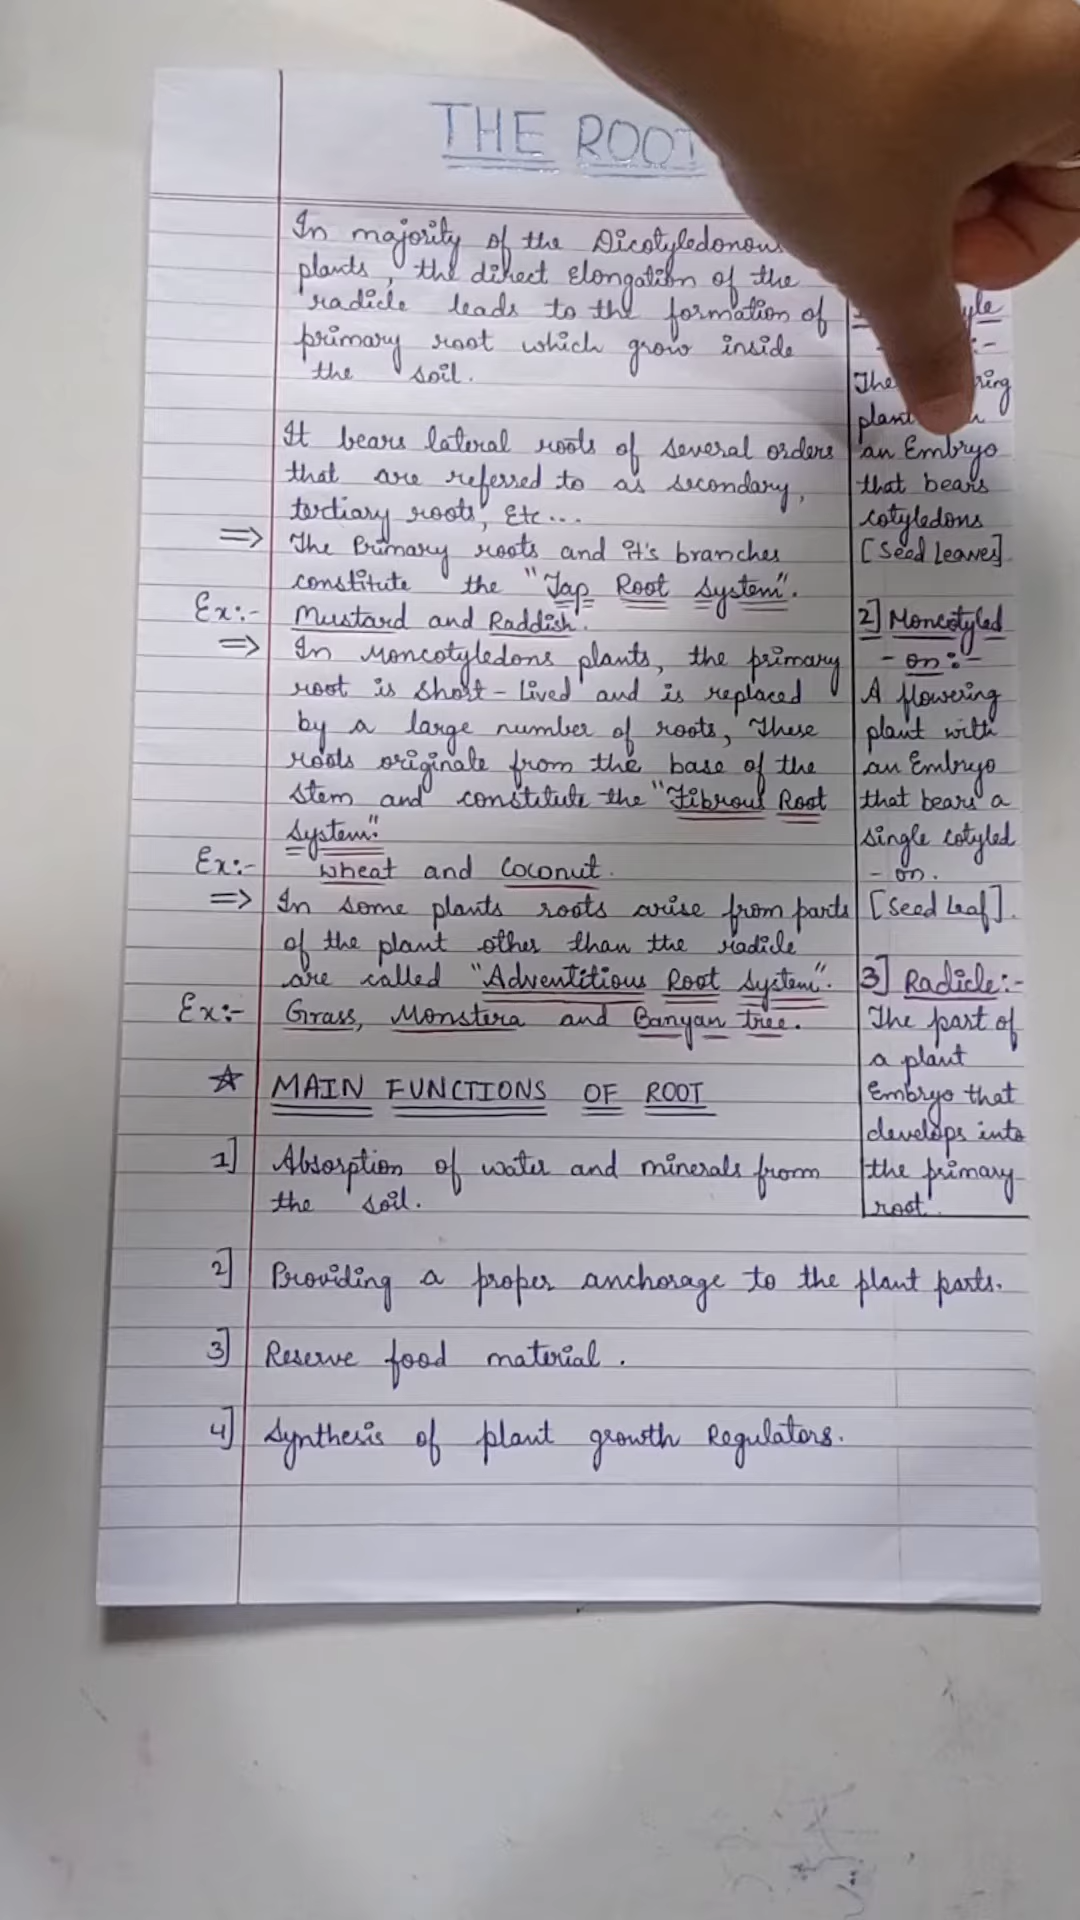 THE ROOT
In majority of the Dicotyledonous
plants, the direct Elongation of the
radicle leads to the formation of
primary root which grow inside
the soil.
It bears lateral roots of several orders
that are referred to as secondary,
tertiary roots, Etc...
⇒ The Primary roots and it's branches
constitute the "Tap Root System".
Ex:- Mustard and Raddish.
⇒ In Moncotyledons plants, the primary
root is short-lived and is replaced
by a large number of roots, These
roots originate from the base of the
stem and constitute the "Fibrous Root
System".
Ex:- Wheat and Coconut.
⇒ In some plants roots arise from parts
of the plant other than the radicle
are called "Adventitious Root System".
Ex:- Grass, Monstera and Banyan tree.
☆ MAIN FUNCTIONS OF ROOT
1] Absorption of water and minerals from
the soil.
2] Providing a proper anchorage to the plant parts.
3] Reserve food material.
4] Synthesis of plant growth Regulators.
The
plant
an Embryo
that bears
cotyledons
[Seed Leaves]
2] Moncotyled
-on:-
A flowering
plant with
an Embryo
that bears a
single cotyled
-on.
[Seed Leaf].
3] Radicle:-
The part of
a plant
Embryo that
develops into
the primary
root.